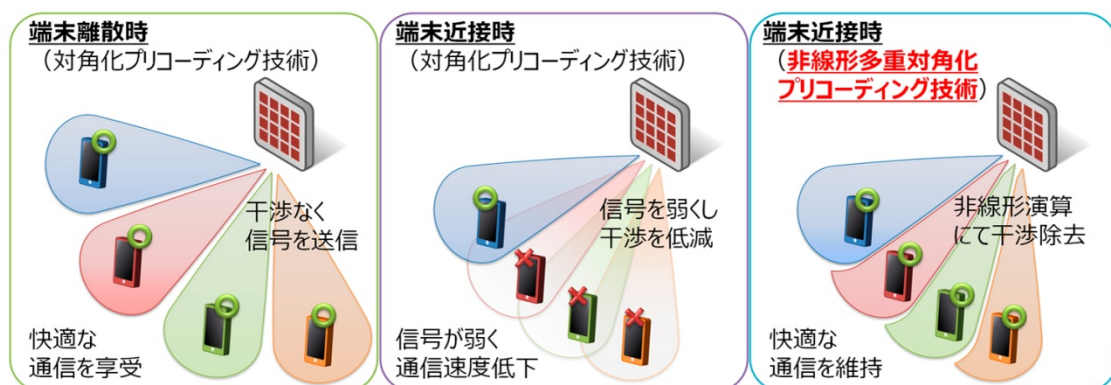 端末離散時
（対角化プリコーディング技術）
干渉なく
信号を送信
快適な
通信を享受
端末近接時
（対角化プリコーディング技術）
信号を弱くし
干渉を低減
信号が弱く
通信速度低下
端末近接時
（非線形多重対角化
プリコーディング技術）
非線形演算
にて干渉除去
快適な
通信を維持